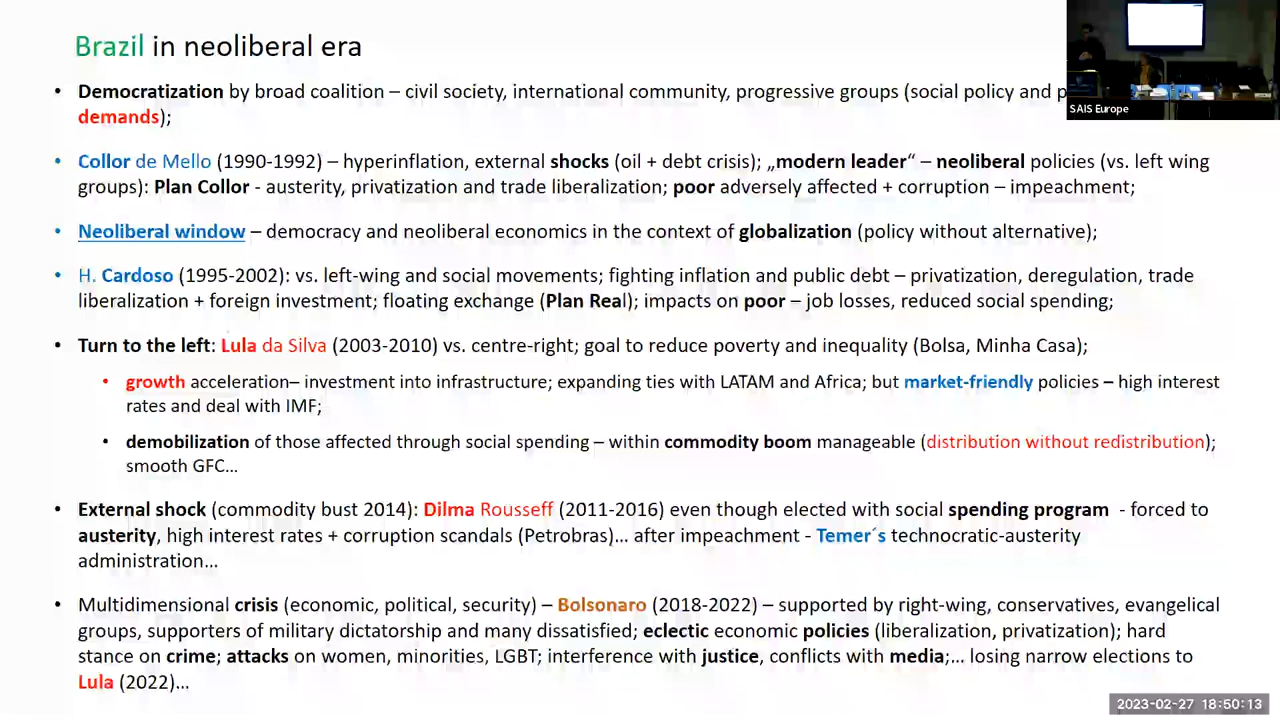 Brazil in neoliberal era
• Democratization by broad coalition – civil society, international community, progressive groups (social policy and
demands);
• Collor de Mello (1990-1992) – hyperinflation, external shocks (oil + debt crisis); „modern leader“ – neoliberal policies (vs. left wing
groups): Plan Collor - austerity, privatization and trade liberalization; poor adversely affected + corruption – impeachment;
• Neoliberal window – democracy and neoliberal economics in the context of globalization (policy without alternative);
• H. Cardoso (1995-2002): vs. left-wing and social movements; fighting inflation and public debt – privatization, deregulation, trade
liberalization + foreign investment; floating exchange (Plan Real); impacts on poor – job losses, reduced social spending;
• Turn to the left: Lula da Silva (2003-2010) vs. centre-right; goal to reduce poverty and inequality (Bolsa, Minha Casa);
• growth acceleration– investment into infrastructure; expanding ties with LATAM and Africa; but market-friendly policies – high interest
rates and deal with IMF;
• demobilization of those affected through social spending – within commodity boom manageable (distribution without redistribution);
smooth GFC…
• External shock (commodity bust 2014): Dilma Rousseff (2011-2016) even though elected with social spending program - forced to
austerity, high interest rates + corruption scandals (Petrobras)… after impeachment - Temer´s technocratic-austerity
administration…
• Multidimensional crisis (economic, political, security) – Bolsonaro (2018-2022) – supported by right-wing, conservatives, evangelical
groups, supporters of military dictatorship and many dissatisfied; eclectic economic policies (liberalization, privatization); hard
stance on crime; attacks on women, minorities, LGBT; interference with justice, conflicts with media;… losing narrow elections to
Lula (2022)…
SAIS Europe
2023-02-27 18:50:13